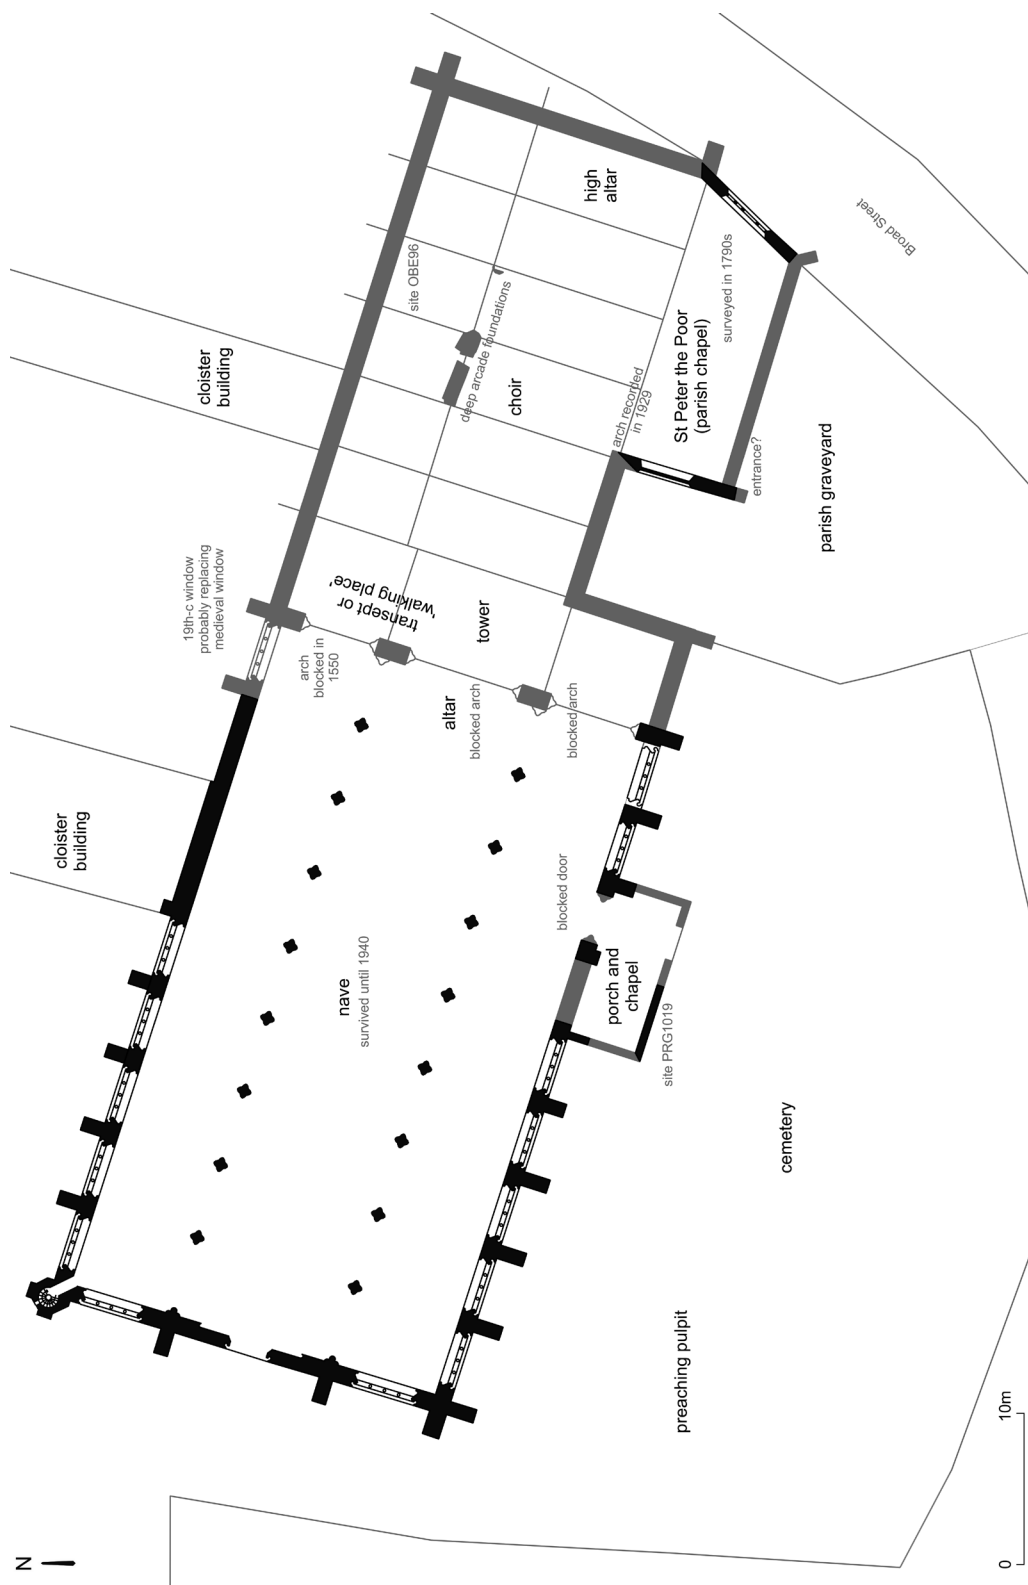 Broad Street
high
altar
site OBE96
surveyed in 1790s
deep arcade foundations
cloister
building
choir
St Peter the Poor
(parish chapel)
arch recorded
in 1929
entrance?
parish graveyard
19th-c window
probably replacing
medieval window
transept or
'walking place'
tower
arch
blocked in
1550
altar
blocked arch
blocked arch
cloister
building
blocked door
nave
survived until 1940
porch and
chapel
site PRG1019
cemetery
preaching pulpit
N
0
10m